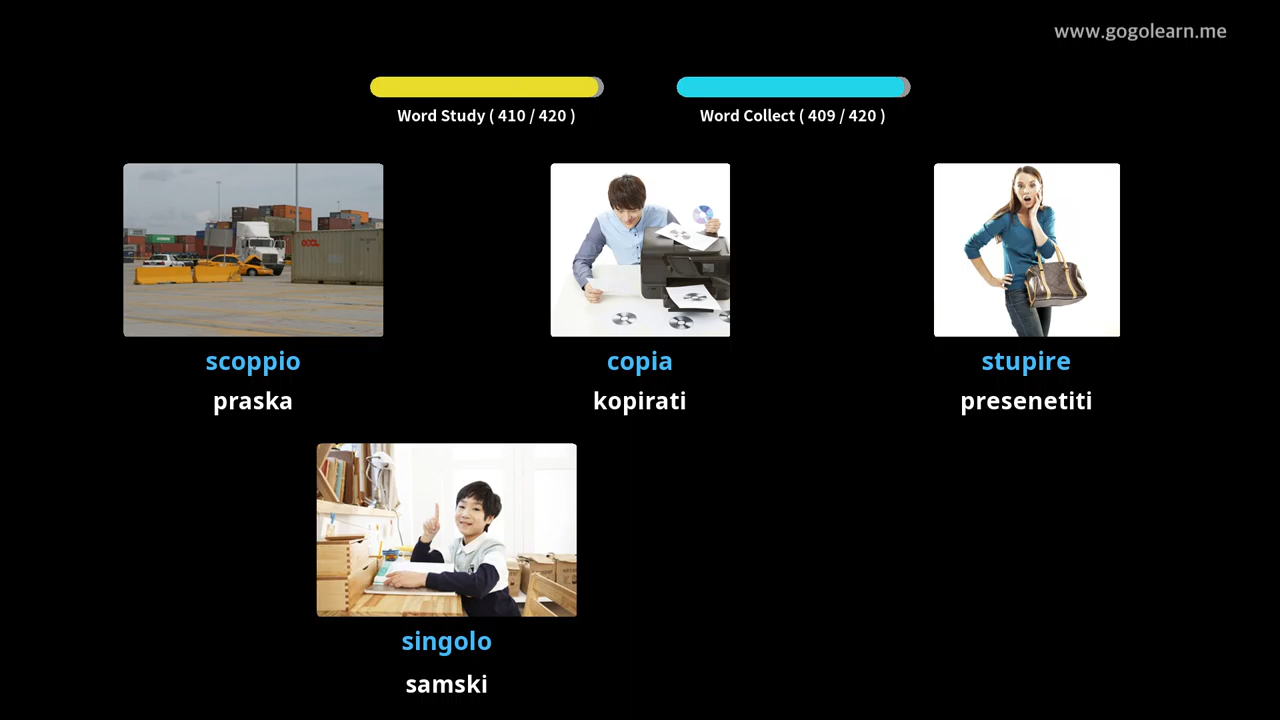 www.gogolearn.me
Word Study ( 410 / 420 )
Word Collect ( 409 / 420 )
OOCL
scoppio
copia
stupire
praska
kopirati
presenetiti
singolo
samski